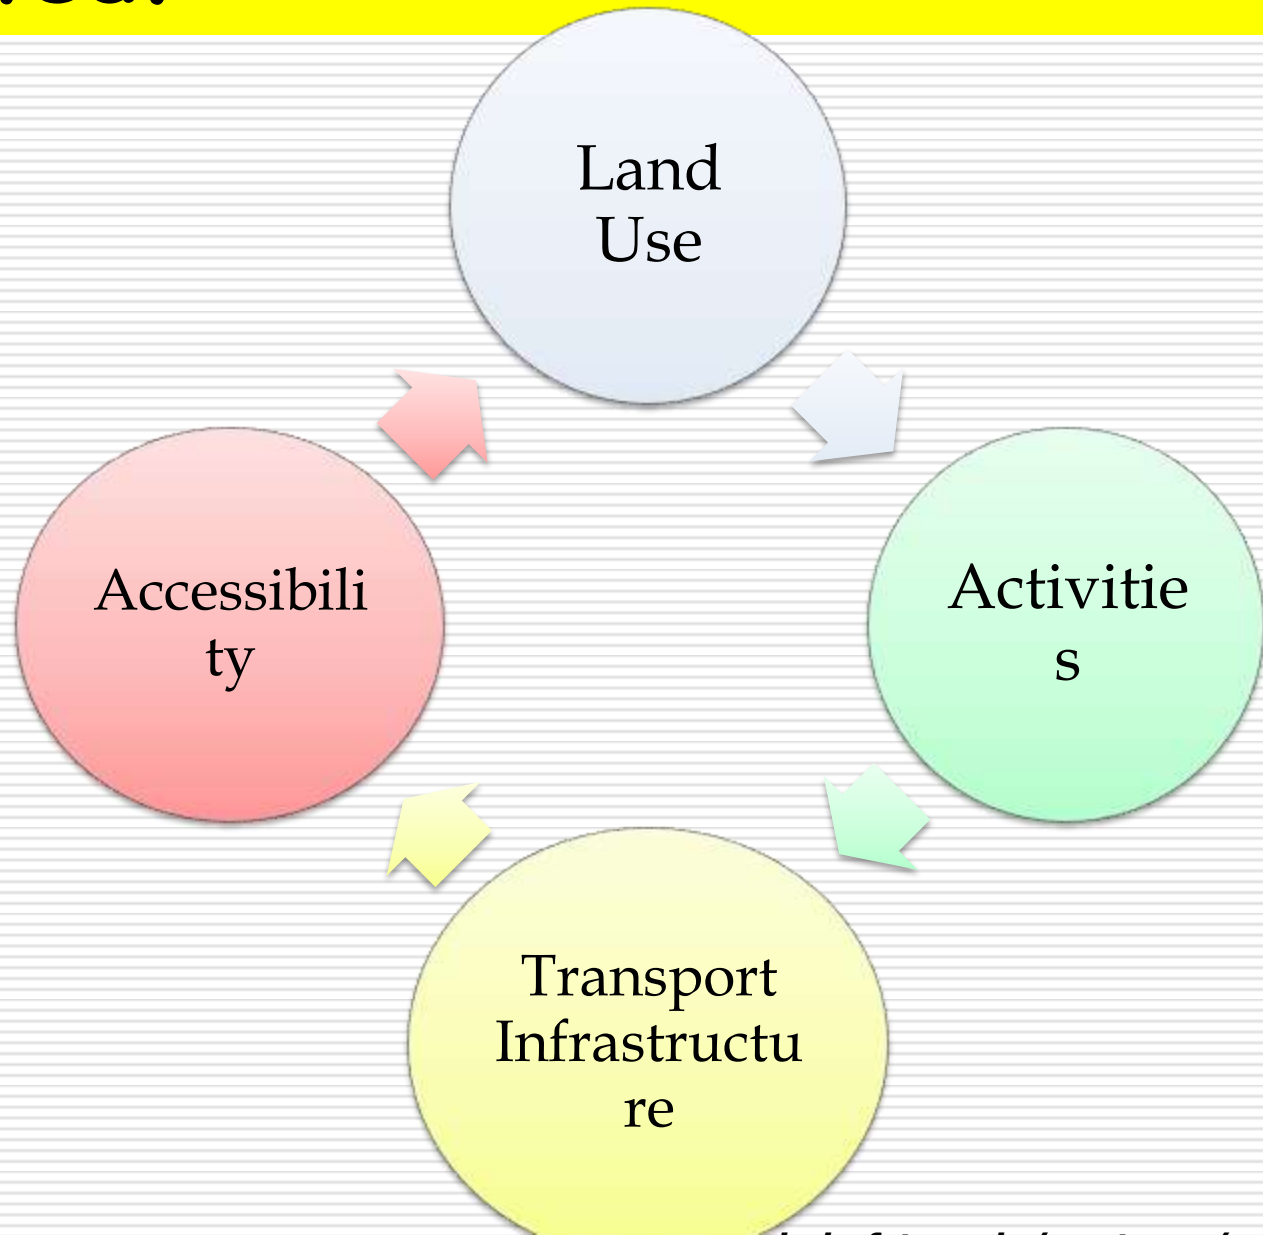 Land
Use
Accessibili
ty
Activitie
s
Transport
Infrastructu
re